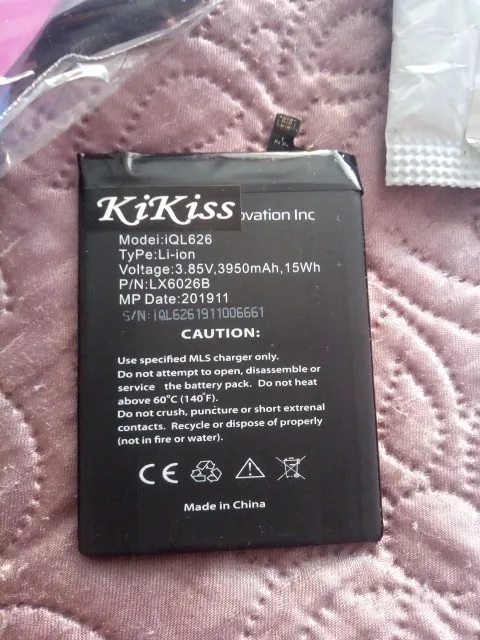 KiKiss ovation Inc
Model:iQL626
TyPe:Li-ion
Voltage:3.85V,3950mAh,15Wh
P/N:LX6026B
MP Date:201911
S/N:iQL6261911006661
CAUTION:
Use specified MLS charger only.
Do not attempt to open, disassemble or
service the battery pack. Do not heat
above 60°C (140°F).
Do not crush, puncture or short extrenal
contacts. Recycle or dispose of properly
(not in fire or water).
CE
Made in China